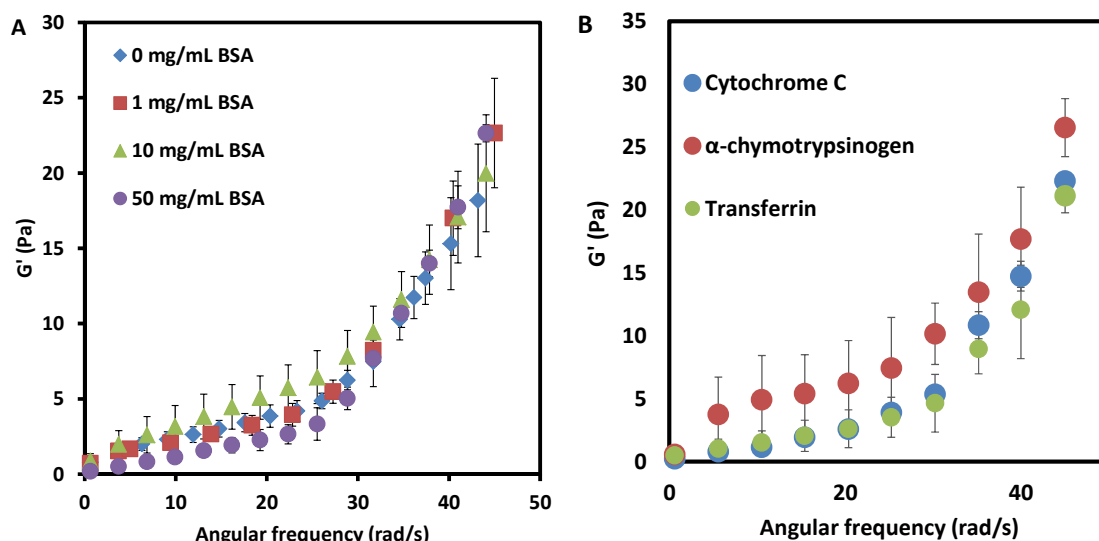 A
30
25
20
15
10
5
0
G' (Pa)
0 mg/mL BSA
1 mg/mL BSA
10 mg/mL BSA
50 mg/mL BSA
0 10 20 30 40 50
Angular frequency (rad/s)
B
35
30
25
20
15
10
5
0
G' (Pa)
Cytochrome C
α-chymotrypsinogen
Transferrin
0 20 40
Angular frequency (rad/s)